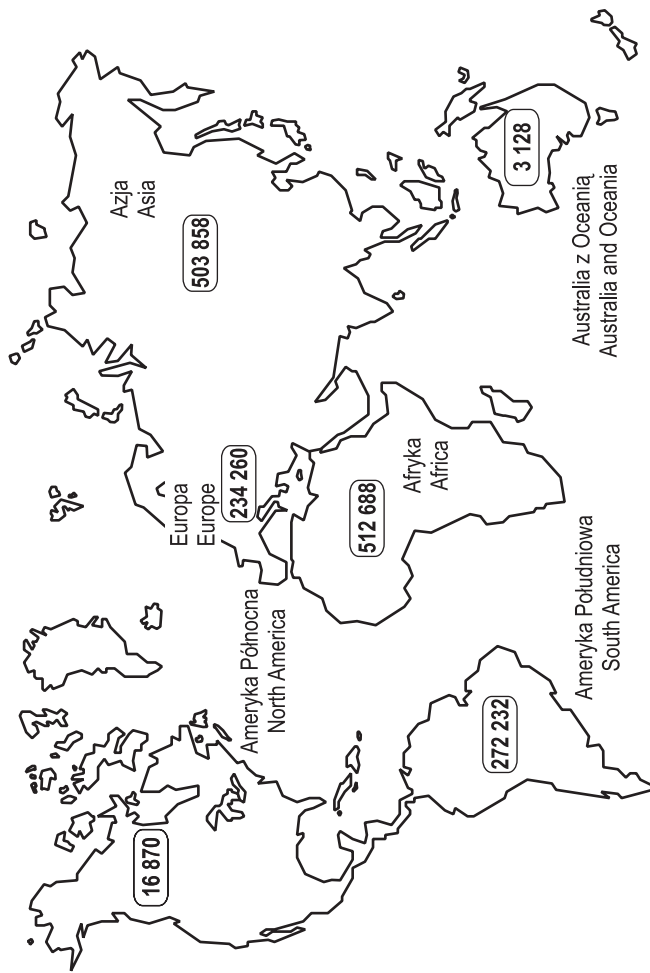 16 870
Ameryka Północna
North America
272 232
Ameryka Południowa
South America
Europa
Europe
234 260
512 688
Afryka
Africa
Azja
Asia
503 858
3 128
Australia z Oceanią
Australia and Oceania